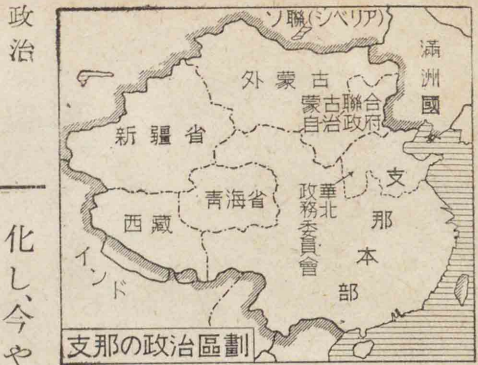 政治
化し、今や
ソ聯(シベリア)
滿洲國
外蒙古
蒙古聯合
自治政府
新疆省
青海省
西藏
華北
政務委員會
支那本部
インド
支那の政治區劃